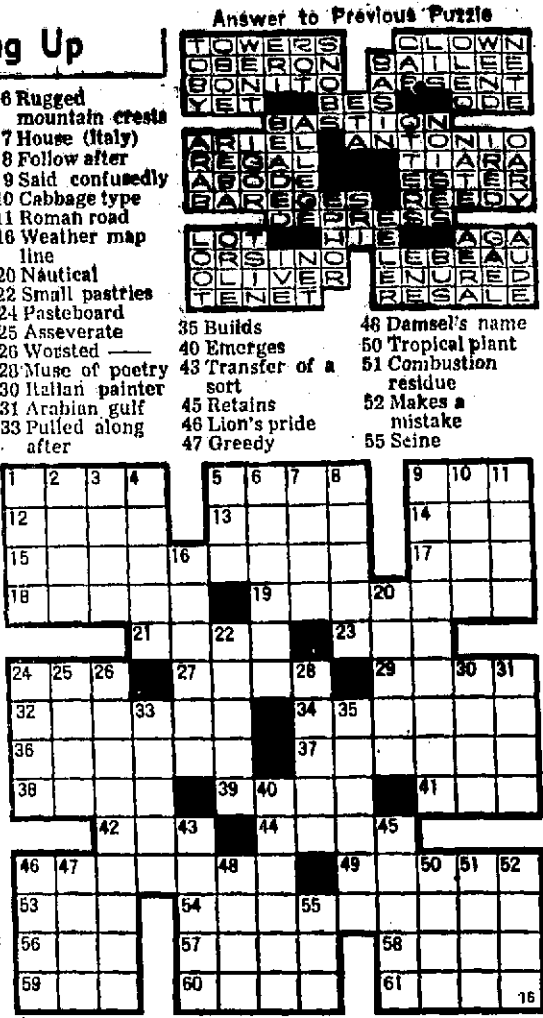 g Up
6 Rugged
mountain crests
7 House (Italy)
8 Follow after
9 Said confusedly
10 Cabbage type
11 Roman road
16 Weather map
line
20 Nautical
22 Small pastries
24 Pasteboard
25 Asseverate
26 Worsted ——
28 Muse of poetry
30 Italian painter
31 Arabian gulf
33 Pulled along
after
Answer to Previous Puzzle
TOWERS CLOWN
OBERON SAILEE
BONITO ABSENT
YET BES ODE
BASTION
ARIEL ANTONIO
REGAL TIARA
ABODE ESTER
BAREGES REEDY
DEPRESS
LOT HIE AGA
ORSINO LEBEAU
OLIVER ENURED
TENET RESALE
35 Builds
40 Emerges
43 Transfer of a
sort
45 Retains
46 Lion's pride
47 Greedy
48 Damsel's name
50 Tropical plant
51 Combustion
residue
52 Makes a
mistake
55 Seine
1 2 3 4 5 6 7 8 9 10 11
12 13 14
15 16 17
18 19 20
21 22 23
24 25 26 27 28 29 30 31
32 33 34 35
36 37
38 39 40 41
42 43 44 45
46 47 48 49 50 51 52
53 54 55
56 57 58
59 60 61
16